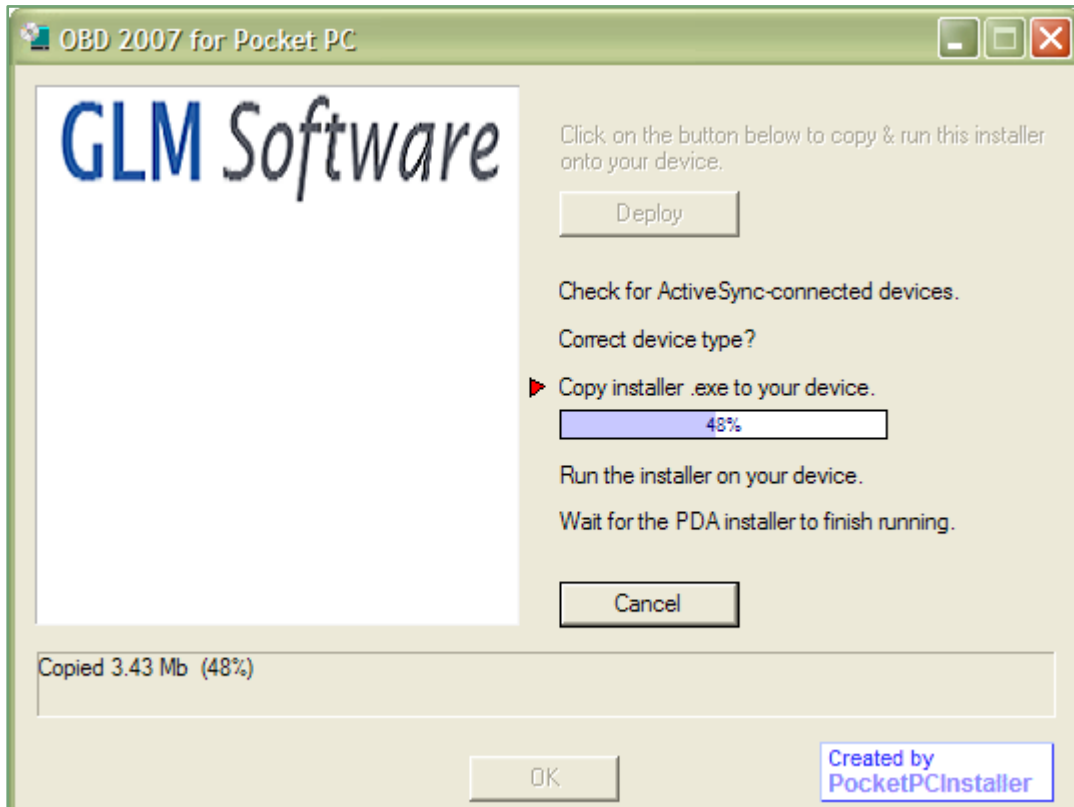 OBD 2007 for Pocket PC
GLM Software
Click on the button below to copy & run this installer
onto your device.
Deploy
Check for ActiveSync-connected devices.
Correct device type?
Copy installer .exe to your device.
48%
Run the installer on your device.
Wait for the PDA installer to finish running.
Cancel
Copied 3.43 Mb (48%)
OK
Created by
PocketPCInstaller